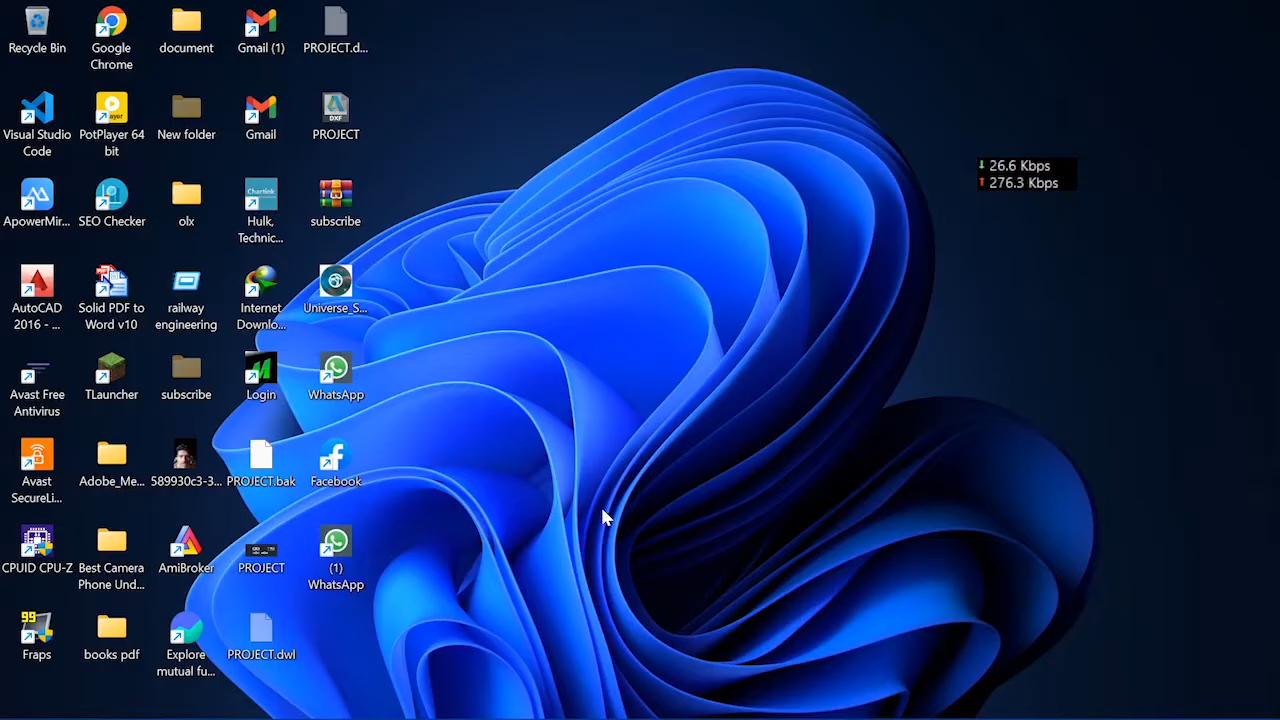 Recycle Bin
Google
Chrome
document
Gmail (1)
PROJECT.d...
Visual Studio
Code
PotPlayer 64
bit
New folder
Gmail
DXF
PROJECT
ApowerMir...
SEO Checker
olx
Chartink
Hulk,
Technic...
subscribe
26.6 Kbps
276.3 Kbps
AutoCAD
2016 - ...
Solid PDF to
Word v10
railway
engineering
Internet
Downlo...
Universe_S...
Avast Free
Antivirus
TLauncher
subscribe
Login
WhatsApp
Avast
SecureLi...
Adobe_Me...
589930c3-3...
PROJECT.bak
Facebook
CPUID CPU-Z
Best Camera
Phone Und...
AmiBroker
PROJECT
(1)
WhatsApp
99
Fraps
books pdf
Explore
mutual fu...
PROJECT.dwl